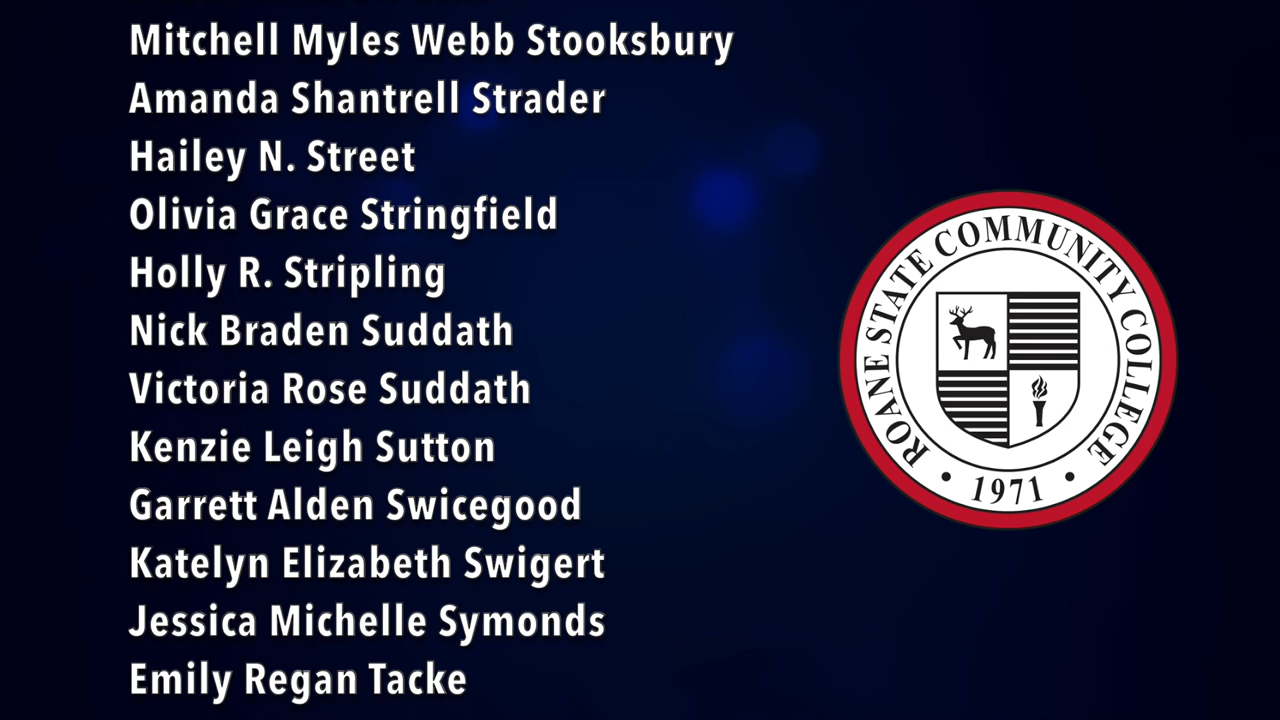 Mitchell Myles Webb Stooksbury
Amanda Shantrell Strader
Hailey N. Street
Olivia Grace Stringfield
Holly R. Stripling
Nick Braden Suddath
Victoria Rose Suddath
Kenzie Leigh Sutton
Garrett Alden Swicegood
Katelyn Elizabeth Swigert
Jessica Michelle Symonds
Emily Regan Tacke
ROANE STATE COMMUNITY COLLEGE
• 1971 •